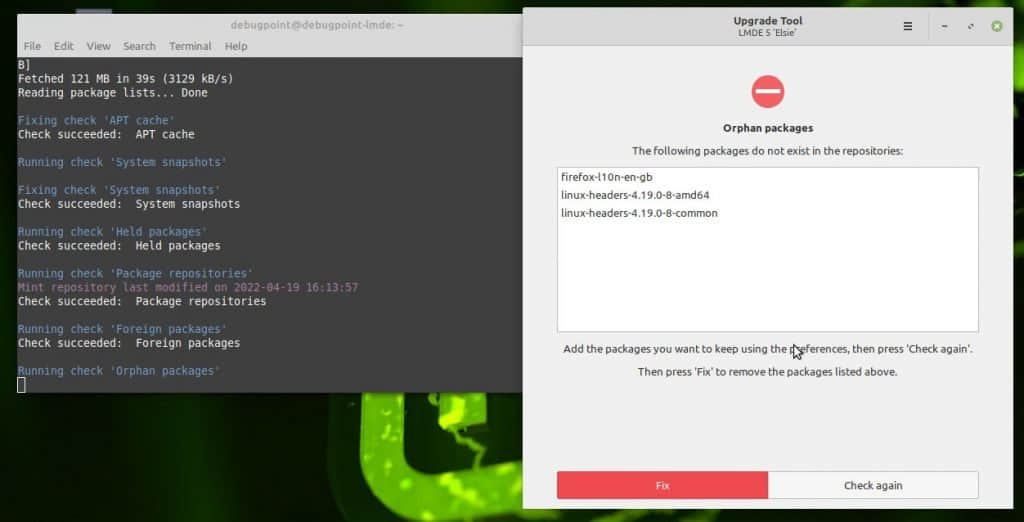 debugpoint@debugpoint-lmde: ~
File Edit View Search Terminal Help
B]
Fetched 121 MB in 39s (3129 kB/s)
Reading package lists... Done
Fixing check 'APT cache'
Check succeeded:  APT cache
Running check 'System snapshots'
Fixing check 'System snapshots'
Check succeeded:  System snapshots
Running check 'Held packages'
Check succeeded:  Held packages
Running check 'Package repositories'
Mint repository last modified on 2022-04-19 16:13:57
Check succeeded:  Package repositories
Running check 'Foreign packages'
Check succeeded:  Foreign packages
Running check 'Orphan packages'
Upgrade Tool
LMDE 5 'Elsie'
Orphan packages
The following packages do not exist in the repositories:
firefox-l10n-en-gb
linux-headers-4.19.0-8-amd64
linux-headers-4.19.0-8-common
Add the packages you want to keep using the preferences, then press 'Check again'.
Then press 'Fix' to remove the packages listed above.
Fix
Check again